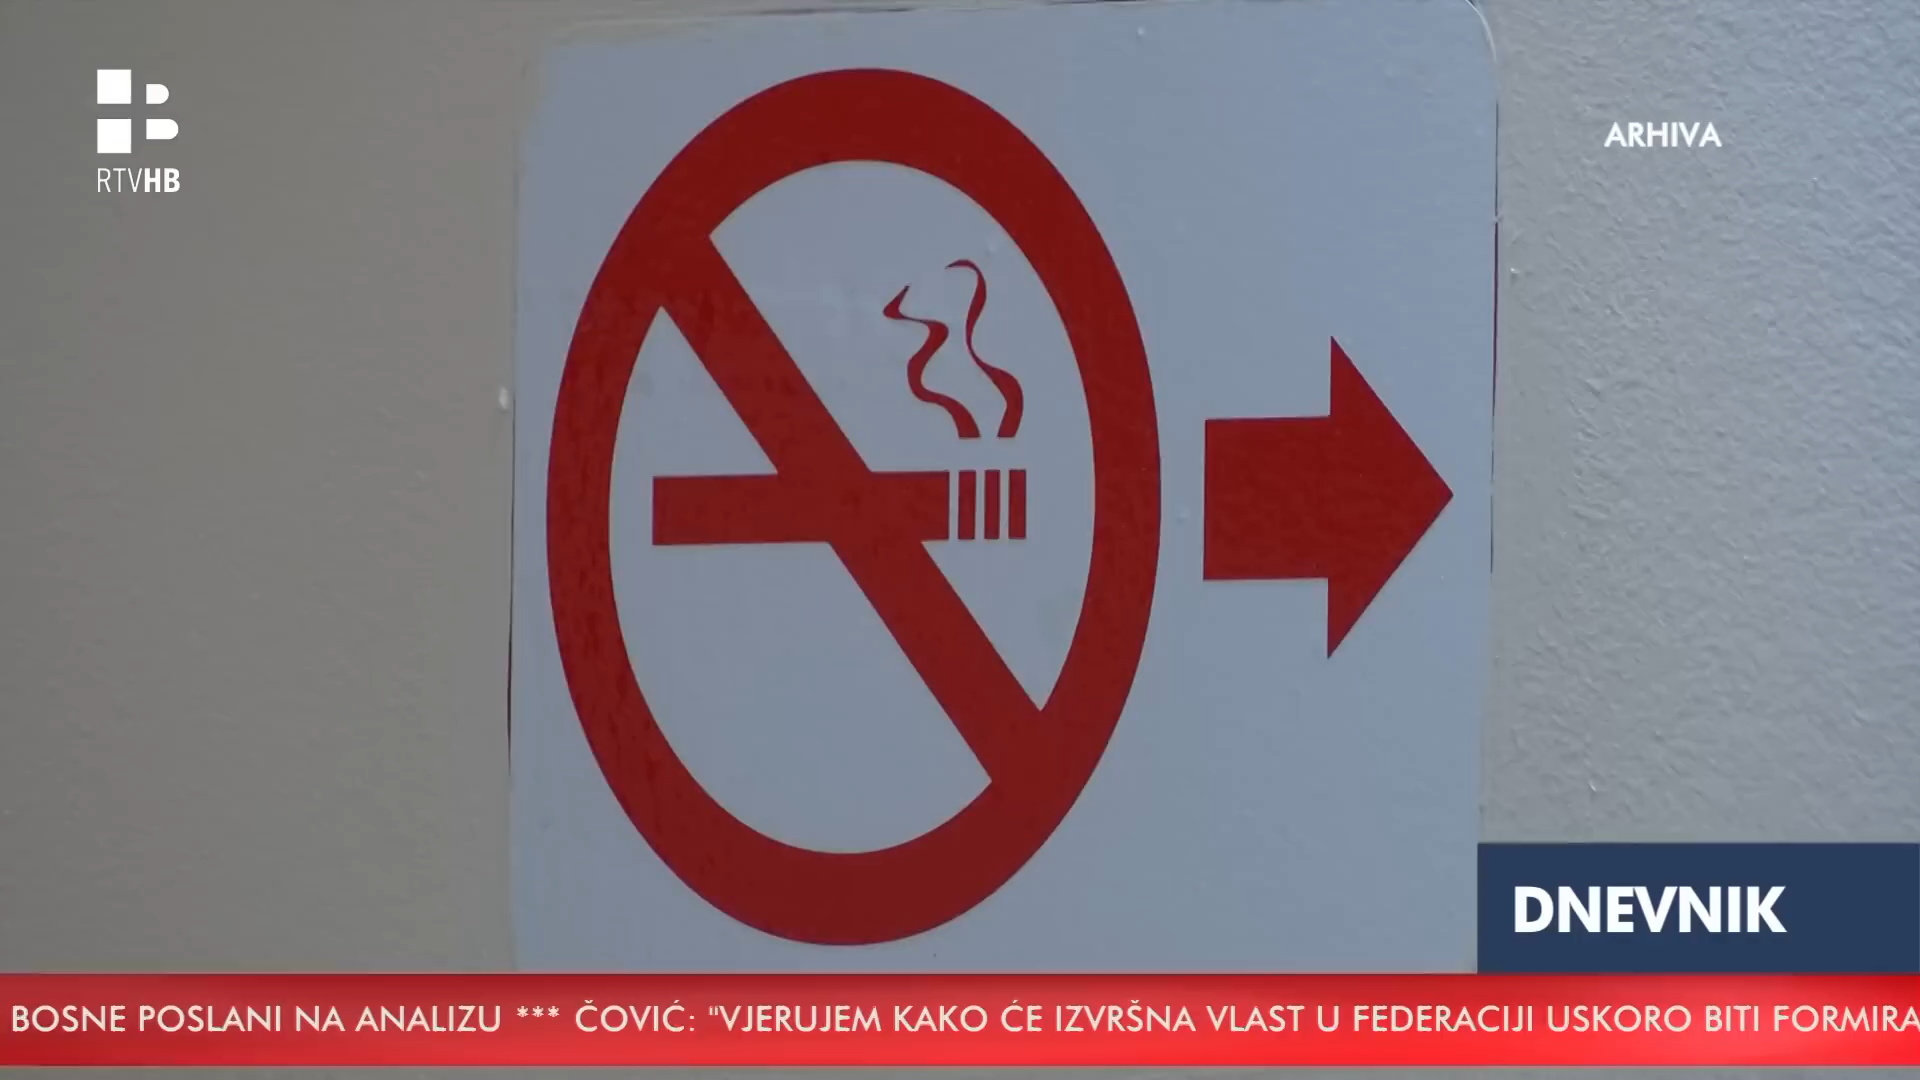 RTVHB
ARHIVA
DNEVNIK
BOSNE POSLANI NA ANALIZU *** ČOVIĆ: "VJERUJEM KAKO ĆE IZVRŠNA VLAST U FEDERACIJI USKORO BITI FORMIRA